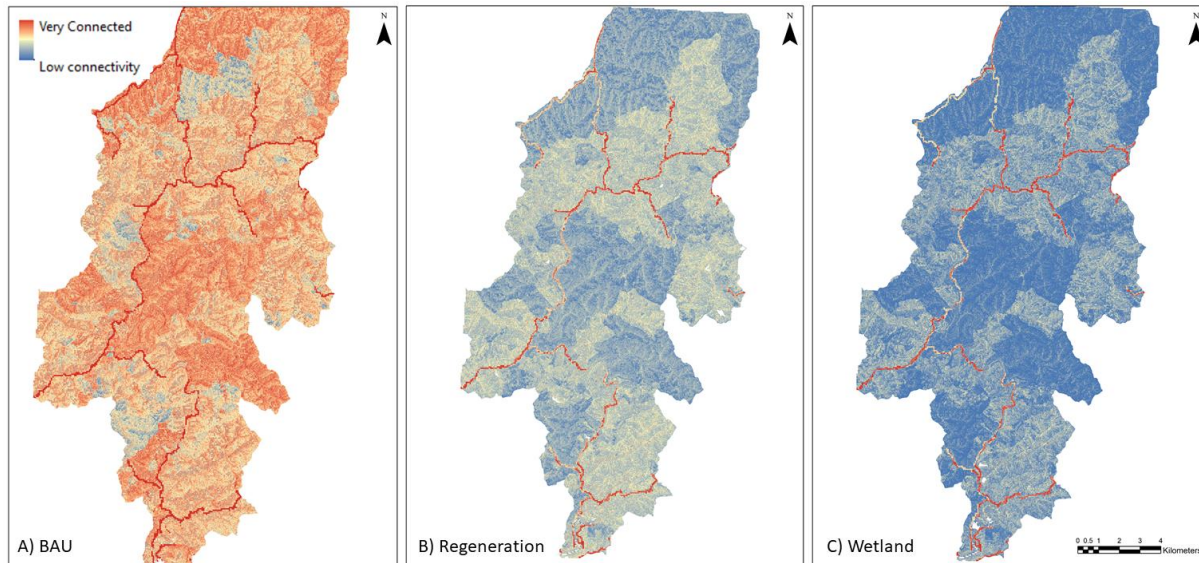 Very Connected
Low connectivity
N
A) BAU
N
B) Regeneration
N
C) Wetland
0 0.5 1 2 3 4
Kilometers